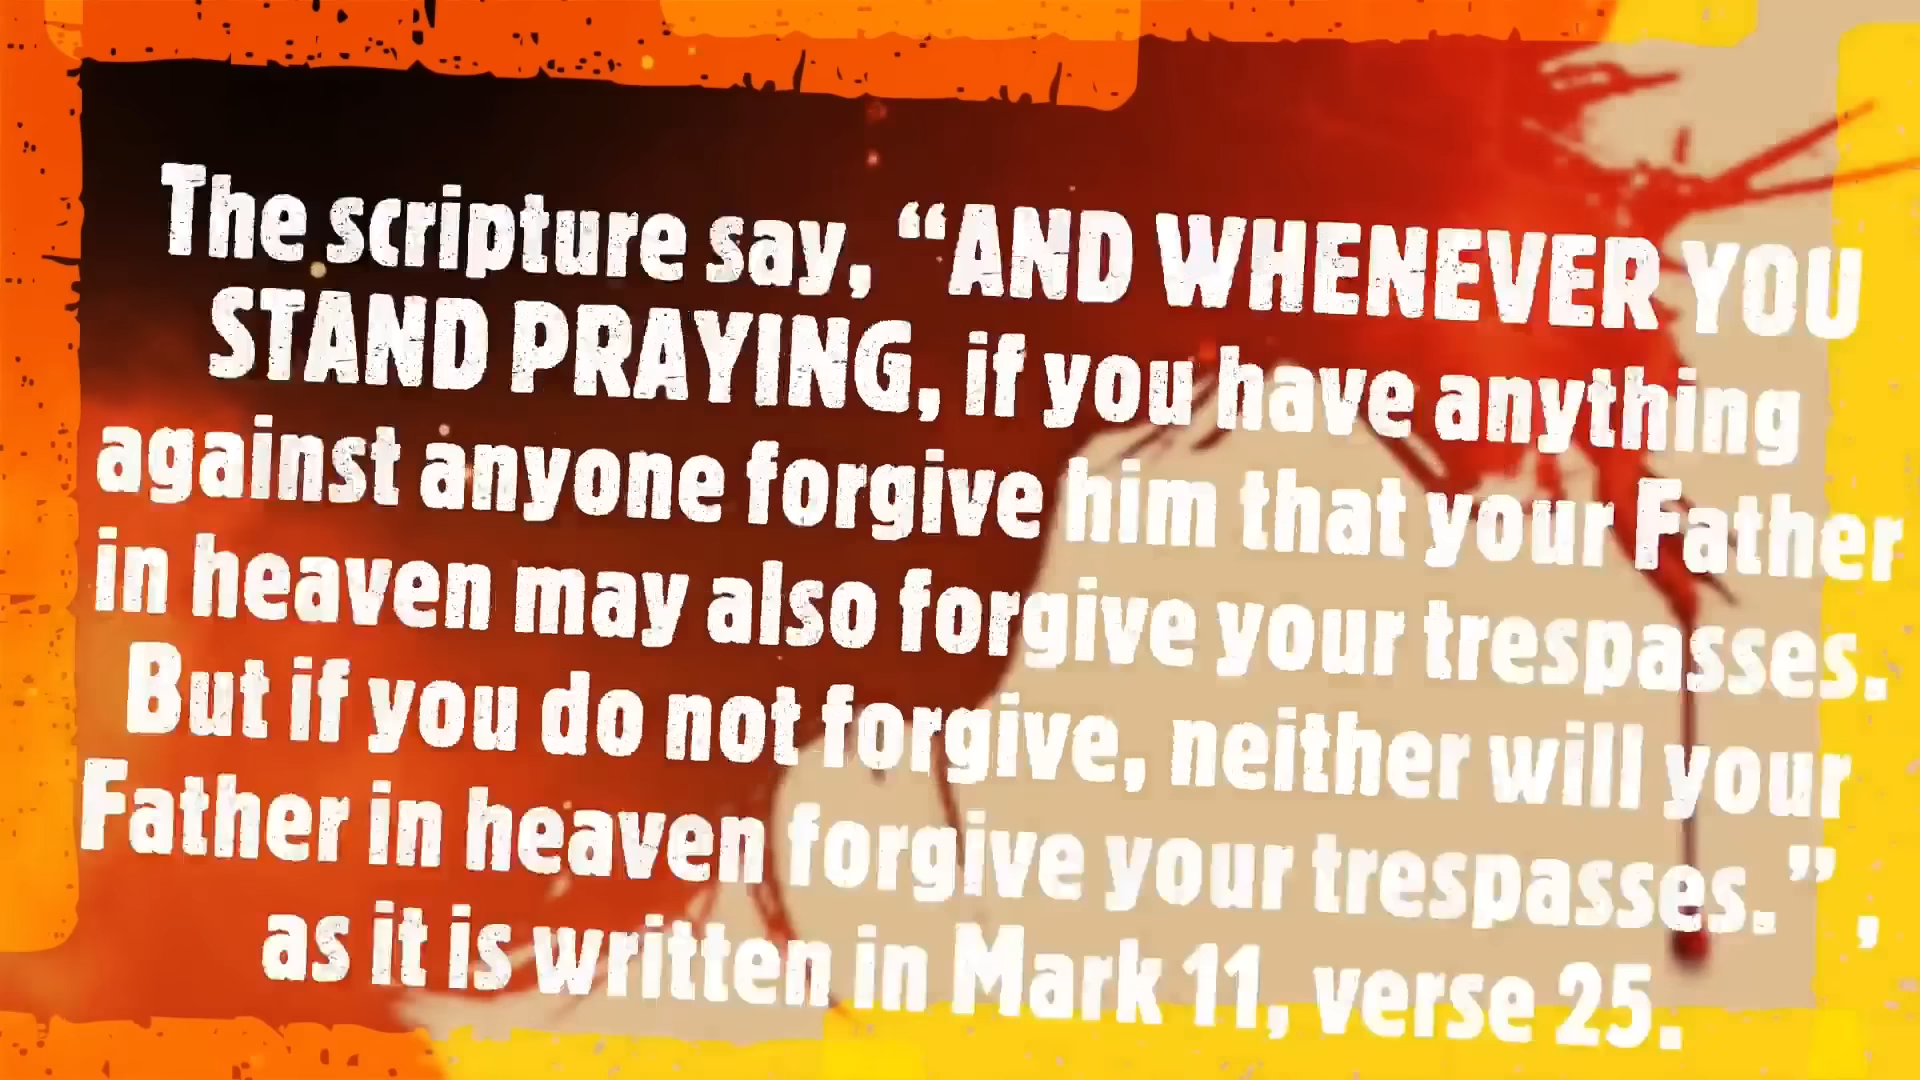 The scripture say, “AND WHENEVER YOU
STAND PRAYING, if you have anything
against anyone forgive him that your Father
in heaven may also forgive your trespasses.
But if you do not forgive, neither will your
Father in heaven forgive your trespasses. ” ,
as it is written in Mark 11, verse 25.